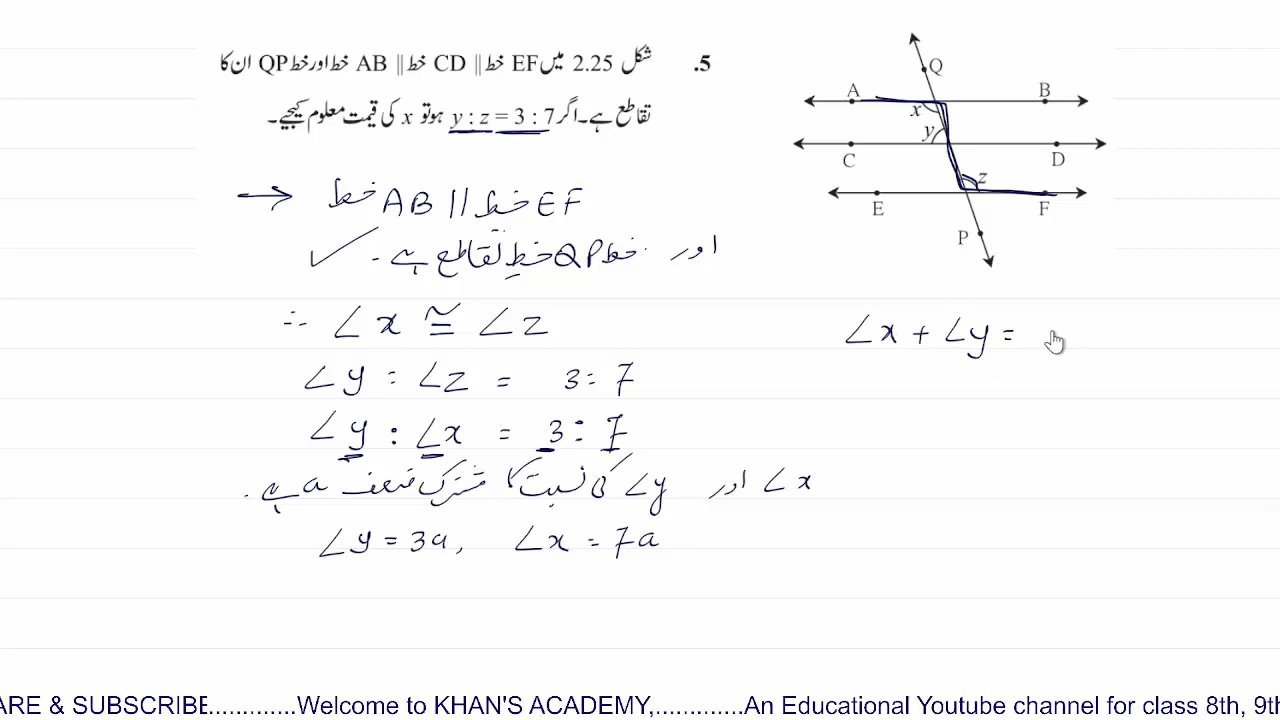 5. شکل 2.25 میں خط EF || خط CD || خط AB اور خط QP ان کا
تقاطع ہے۔ اگر y : z = 3 : 7 ہو تو x کی قیمت معلوم کیجیے۔
Q
A
B
x
y
C
D
z
E
F
P
→ خط AB || خط EF
اور خط QP خطِ تقاطع ہے۔ ✓
∴ ∠x ≅ ∠z
∠y : ∠z = 3 : 7
∠y : ∠x = 3 : 7
∠x اور ∠y کی نسبت کا مشترک ضعف a ہے۔
∠y = 3a, ∠x = 7a
∠x + ∠y =
ARE & SUBSCRIBE.............Welcome to KHAN'S ACADEMY,.............An Educational Youtube channel for class 8th, 9th